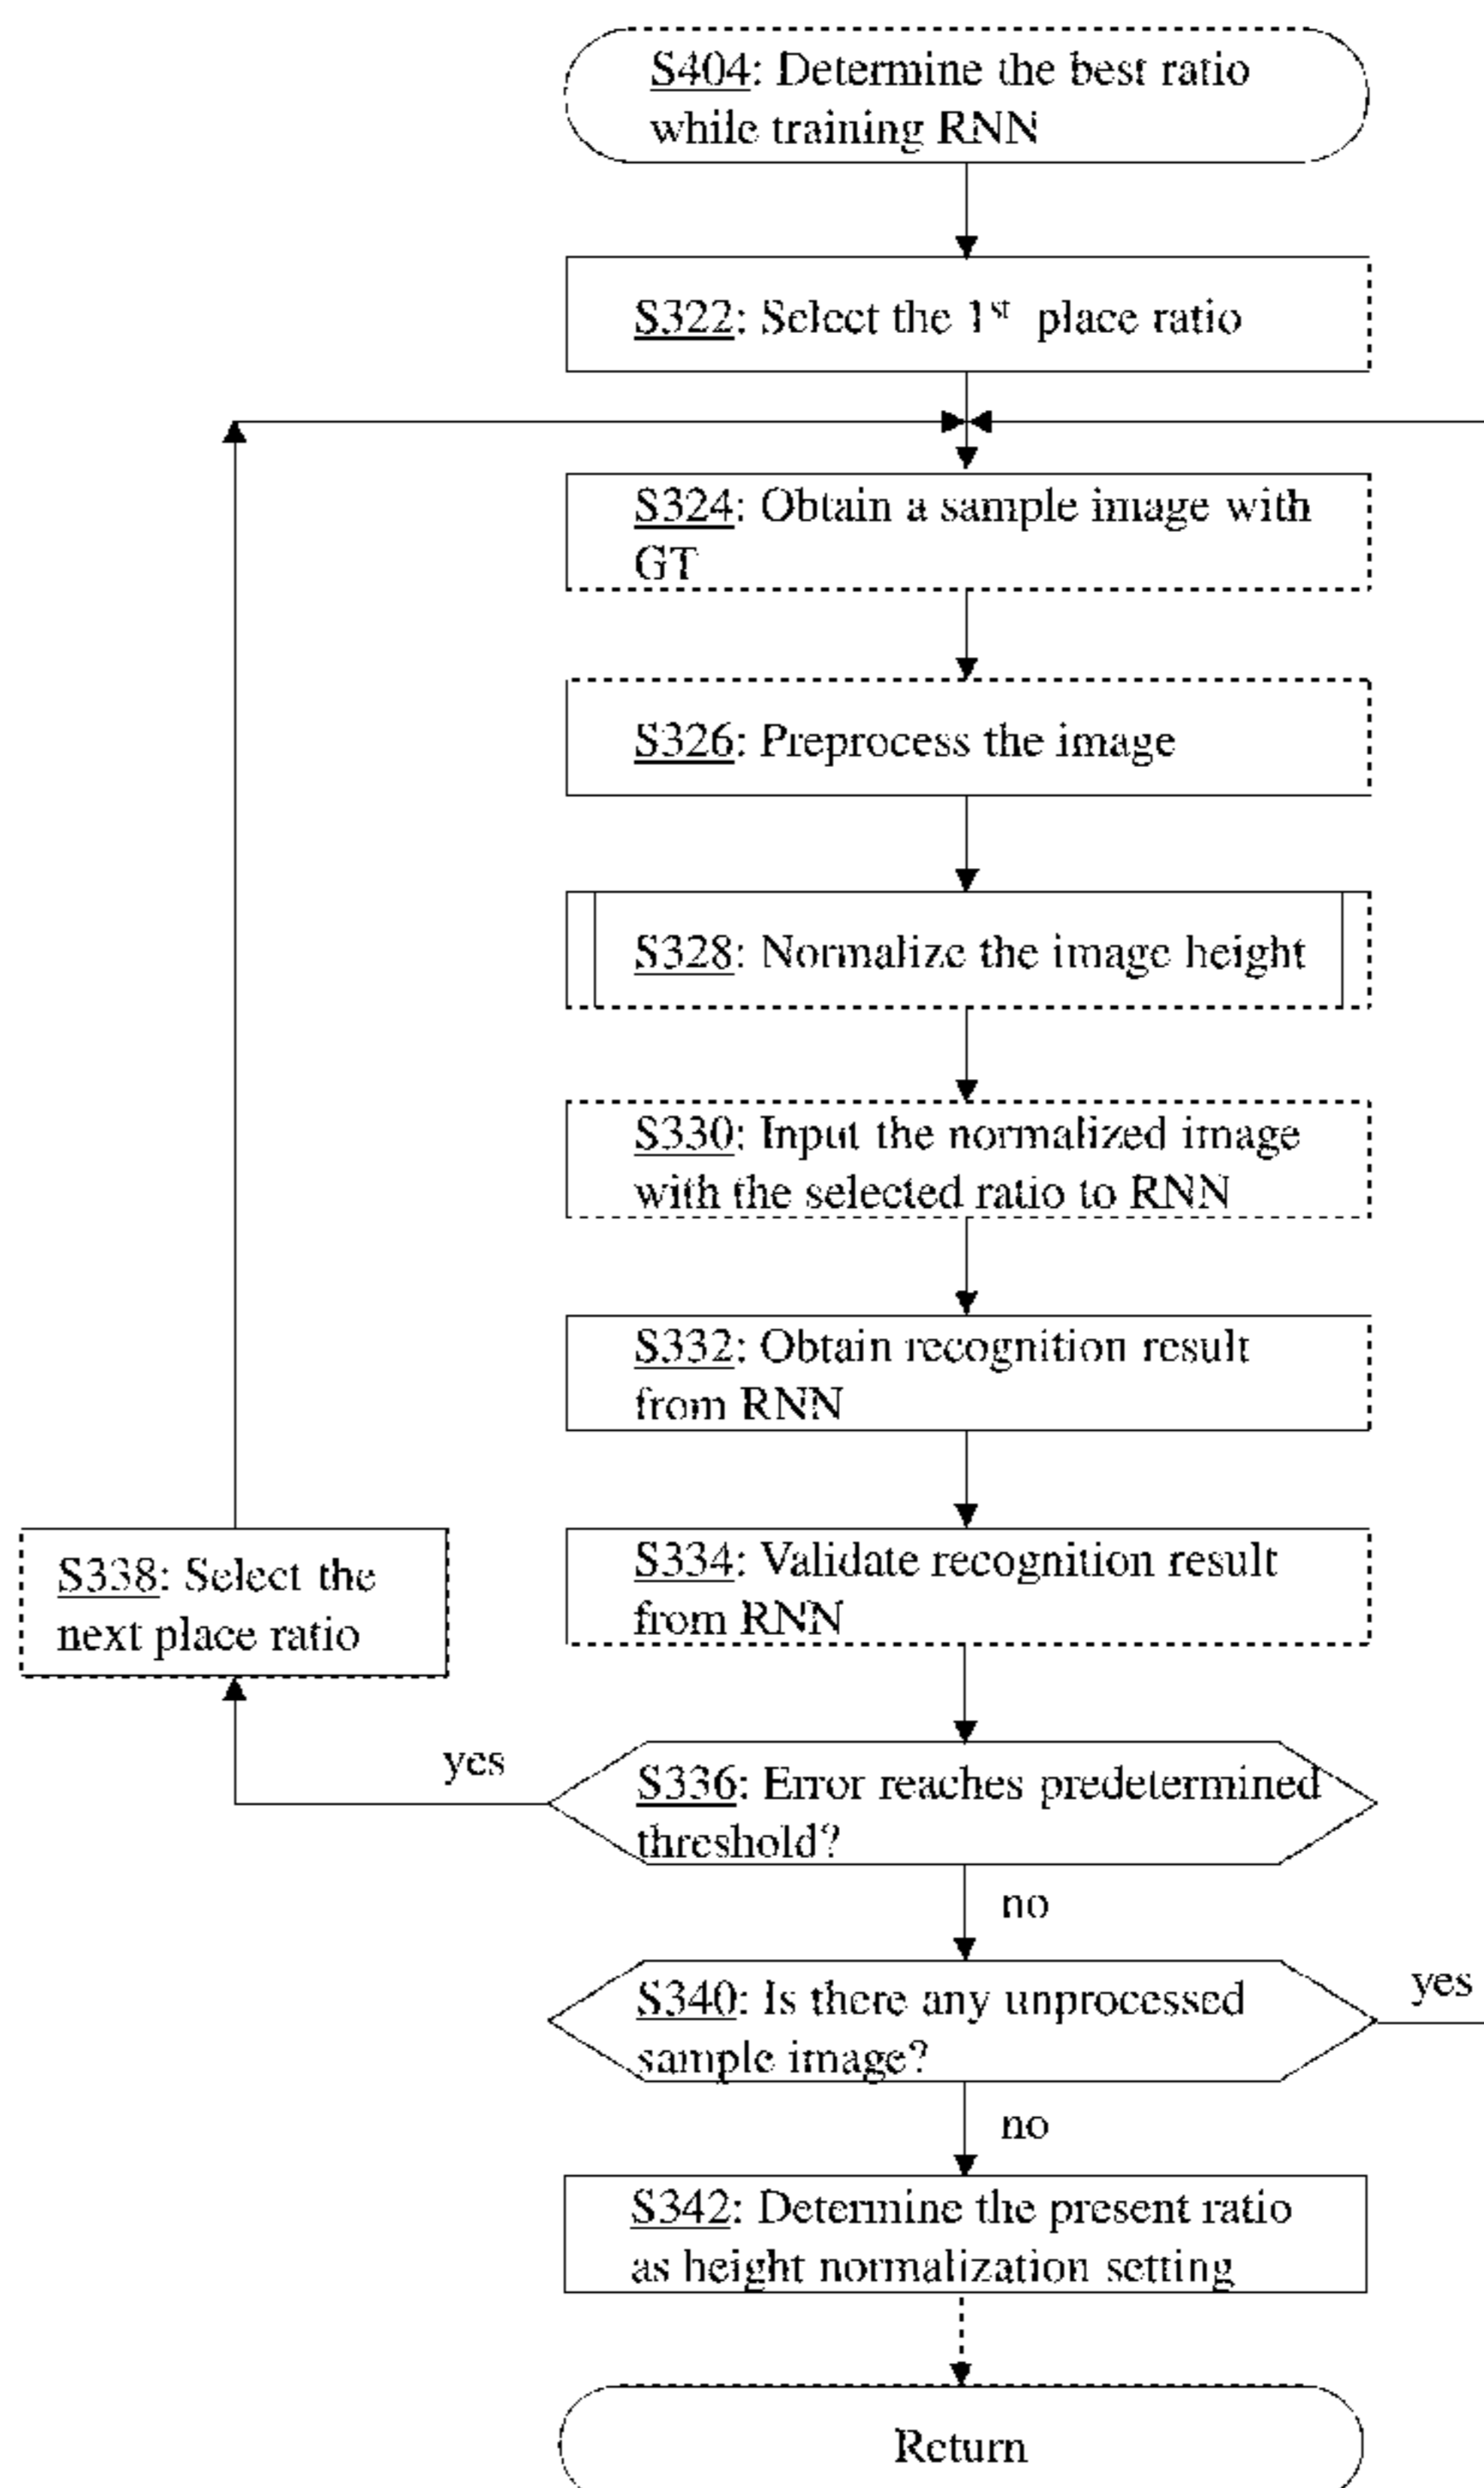 S404: Determine the best ratio
while training RNN
S322: Select the 1st place ratio
S324: Obtain a sample image with
GT
S326: Preprocess the image
S328: Normalize the image height
S330: Input the normalized image
with the selected ratio to RNN
S332: Obtain recognition result
from RNN
S338: Select the
next place ratio
S334: Validate recognition result
from RNN
yes
S336: Error reaches predetermined
threshold?
no
S340: Is there any unprocessed
sample image?
yes
no
S342: Determine the present ratio
as height normalization setting
Return